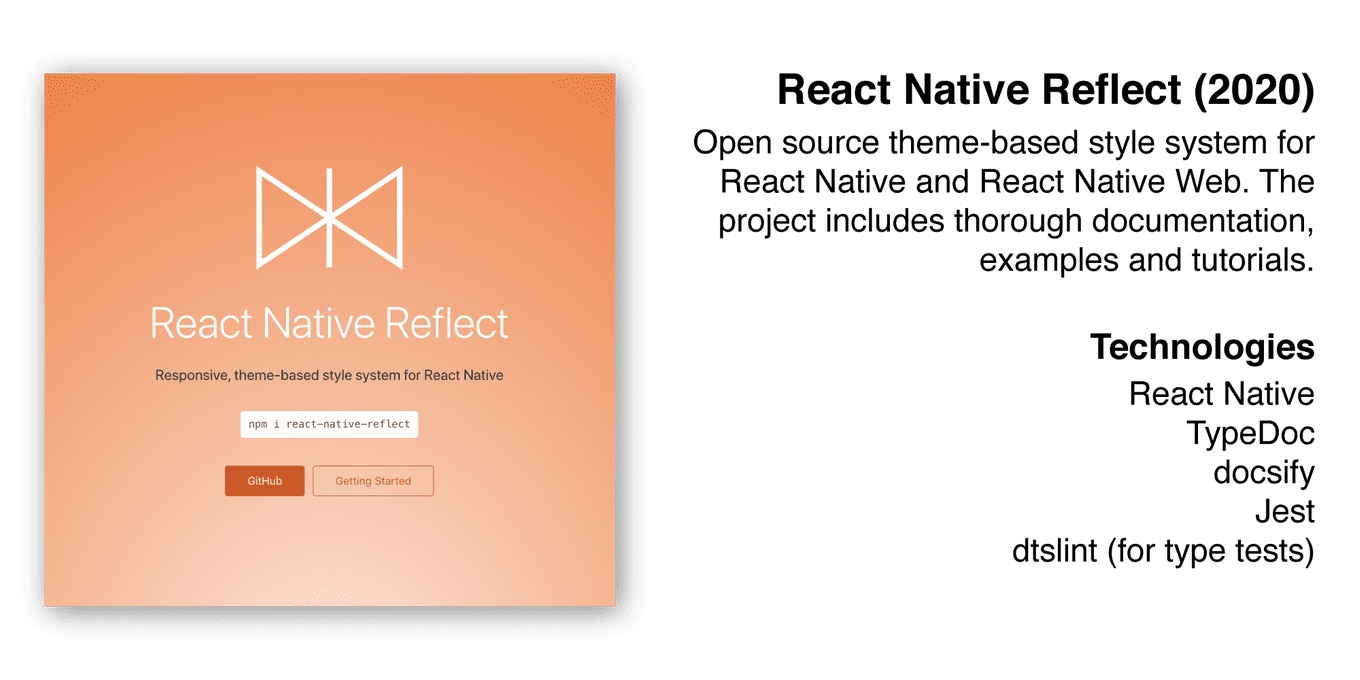 React Native Reflect
Responsive, theme-based style system for React Native
npm i react-native-reflect
GitHub
Getting Started
React Native Reflect (2020)
Open source theme-based style system for
React Native and React Native Web. The
project includes thorough documentation,
examples and tutorials.
Technologies
React Native
TypeDoc
docsify
Jest
dtslint (for type tests)